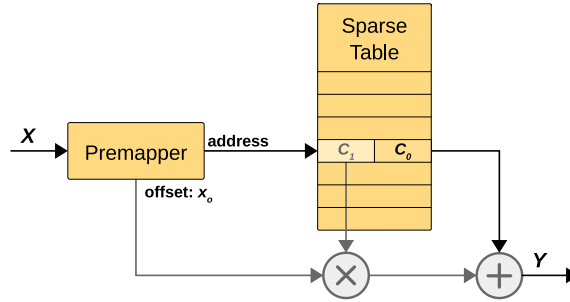 Sparse
Table
X
Premapper
address
C₁ C₀
offset: xₒ
Y